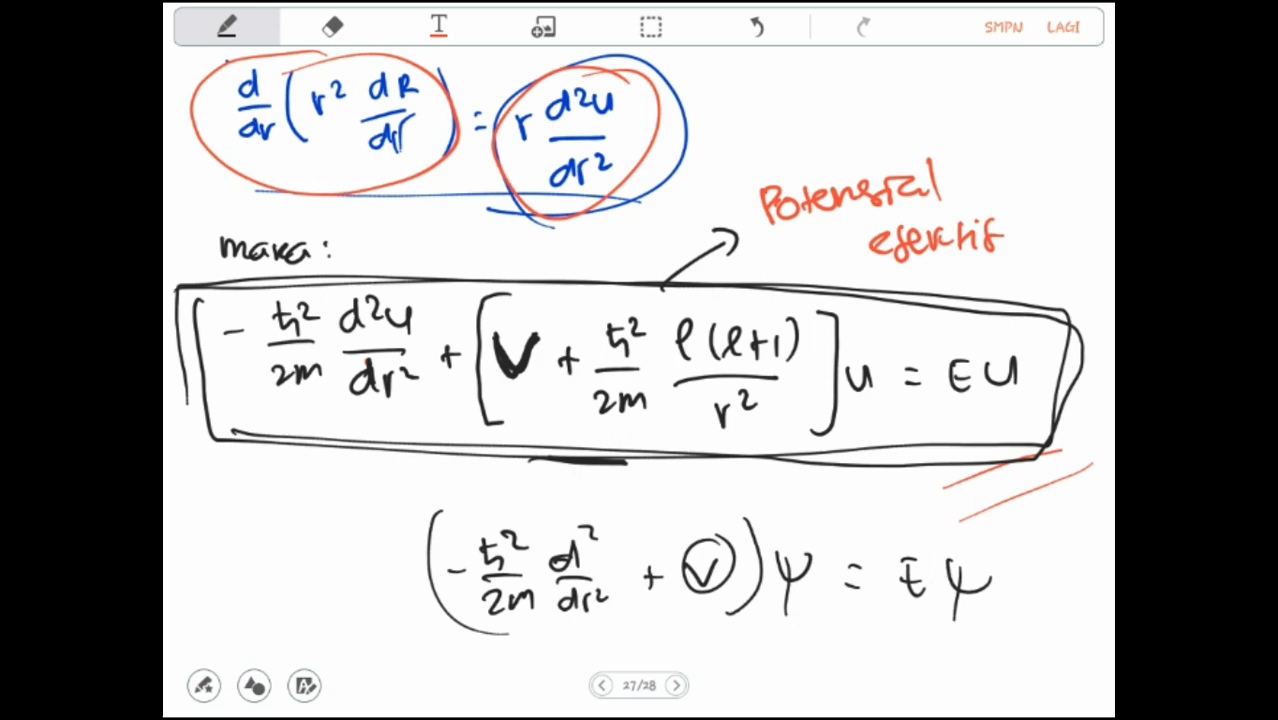 SIMPN LAGI
d/dr ( r² dR/dr ) = r d²u/dr²
Potensial
efektif
maka :
- ℏ²/2m d²u/dr² + [ V + ℏ²/2m ℓ(ℓ+1)/r² ] u = E u
( - ℏ²/2m d²/dr² + V ) ψ = E ψ
27/28